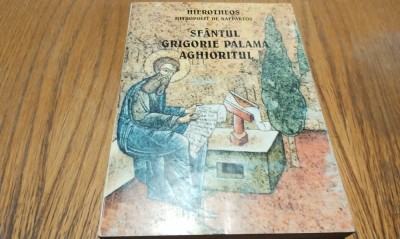 HIEROTHEOS
MITROPOLIT DE NAFPAKTOS
SFÂNTUL
GRIGORIE PALAMA
AGHIORITUL